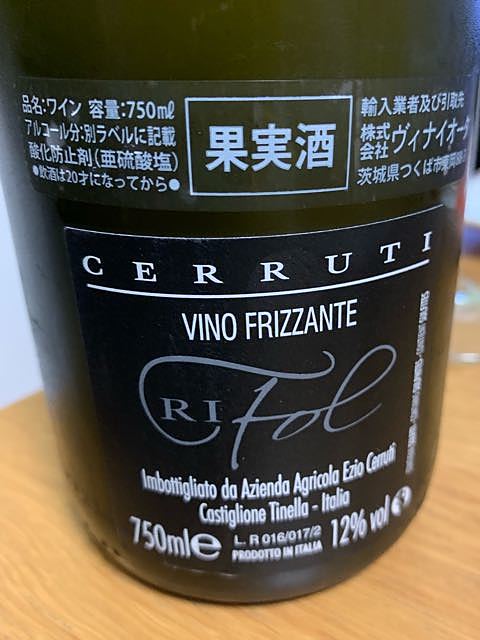 品名:ワイン 容量:750mℓ
アルコール分:別ラベルに記載
酸化防止剤(亜硫酸塩)
●飲酒は20才になってから●
果実酒
輸入業者及び引取先
株式会社 ヴィナイオータ
茨城県つくば市
CERRUTI
VINO FRIZZANTE
RI Fol
Imbottigliato da Azienda Agricola Ezio Cerruti
Castiglione Tinella - Italia
750ml e L. R 016/017/2 12% vol
PRODOTTO IN ITALIA